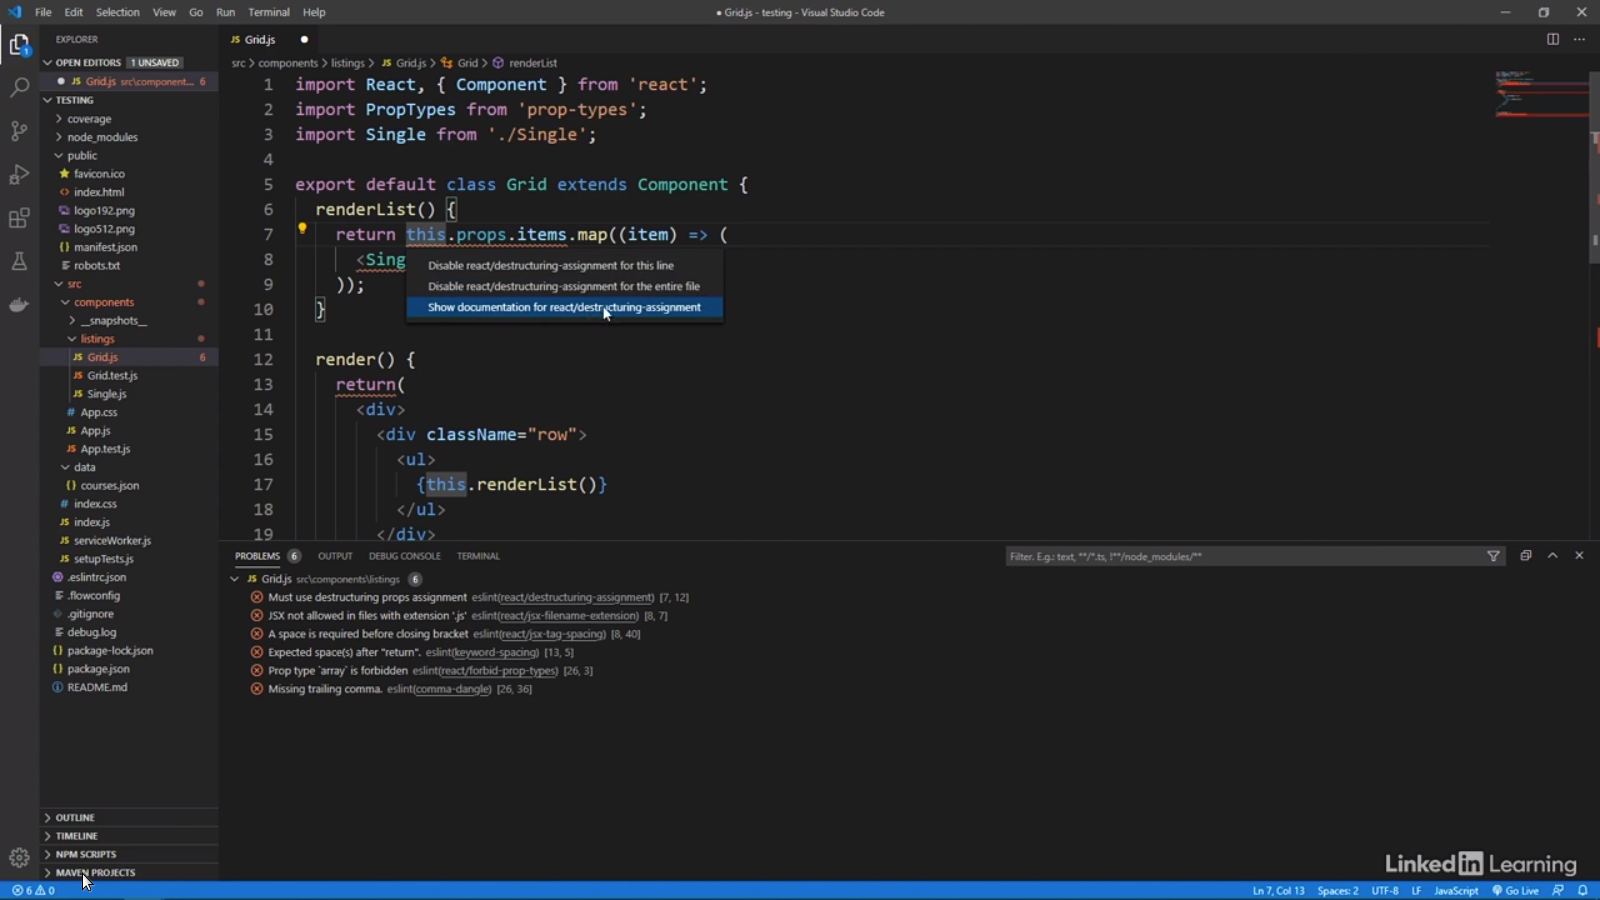 File Edit Selection View Go Run Terminal Help
● Grid.js - testing - Visual Studio Code
EXPLORER
OPEN EDITORS 1 UNSAVED
JS Grid.js src\component... 6
TESTING
coverage
node_modules
public
favicon.ico
<> index.html
logo192.png
logo512.png
{} manifest.json
robots.txt
src
components
__snapshots__
listings
JS Grid.js 6
JS Grid.test.js
JS Single.js
# App.css
JS App.js
JS App.test.js
data
{} courses.json
# index.css
JS index.js
JS serviceWorker.js
JS setupTests.js
.eslintrc.json
.flowconfig
.gitignore
debug.log
{} package-lock.json
{} package.json
README.md
OUTLINE
TIMELINE
NPM SCRIPTS
MAVEN PROJECTS
JS Grid.js ●
src > components > listings > JS Grid.js > Grid > renderList
1 import React, { Component } from 'react';
2 import PropTypes from 'prop-types';
3 import Single from './Single';
4
5 export default class Grid extends Component {
6 renderList() {
7 return this.props.items.map((item) => (
8 <Sing
9 ));
10 }
11
12 render() {
13 return(
14 <div>
15 <div className="row">
16 <ul>
17 {this.renderList()}
18 </ul>
19 </div>
Disable react/destructuring-assignment for this line
Disable react/destructuring-assignment for the entire file
Show documentation for react/destructuring-assignment
PROBLEMS 6 OUTPUT DEBUG CONSOLE TERMINAL
Filter. E.g.: text, **/*.ts, !**/node_modules/**
JS Grid.js src\components\listings 6
Must use destructuring props assignment eslint(react/destructuring-assignment) [7, 12]
JSX not allowed in files with extension '.js' eslint(react/jsx-filename-extension) [8, 7]
A space is required before closing bracket eslint(react/jsx-tag-spacing) [8, 40]
Expected space(s) after "return". eslint(keyword-spacing) [13, 5]
Prop type `array` is forbidden eslint(react/forbid-prop-types) [26, 3]
Missing trailing comma. eslint(comma-dangle) [26, 36]
LinkedIn Learning
6 0
Ln 7, Col 13 Spaces: 2 UTF-8 LF JavaScript Go Live